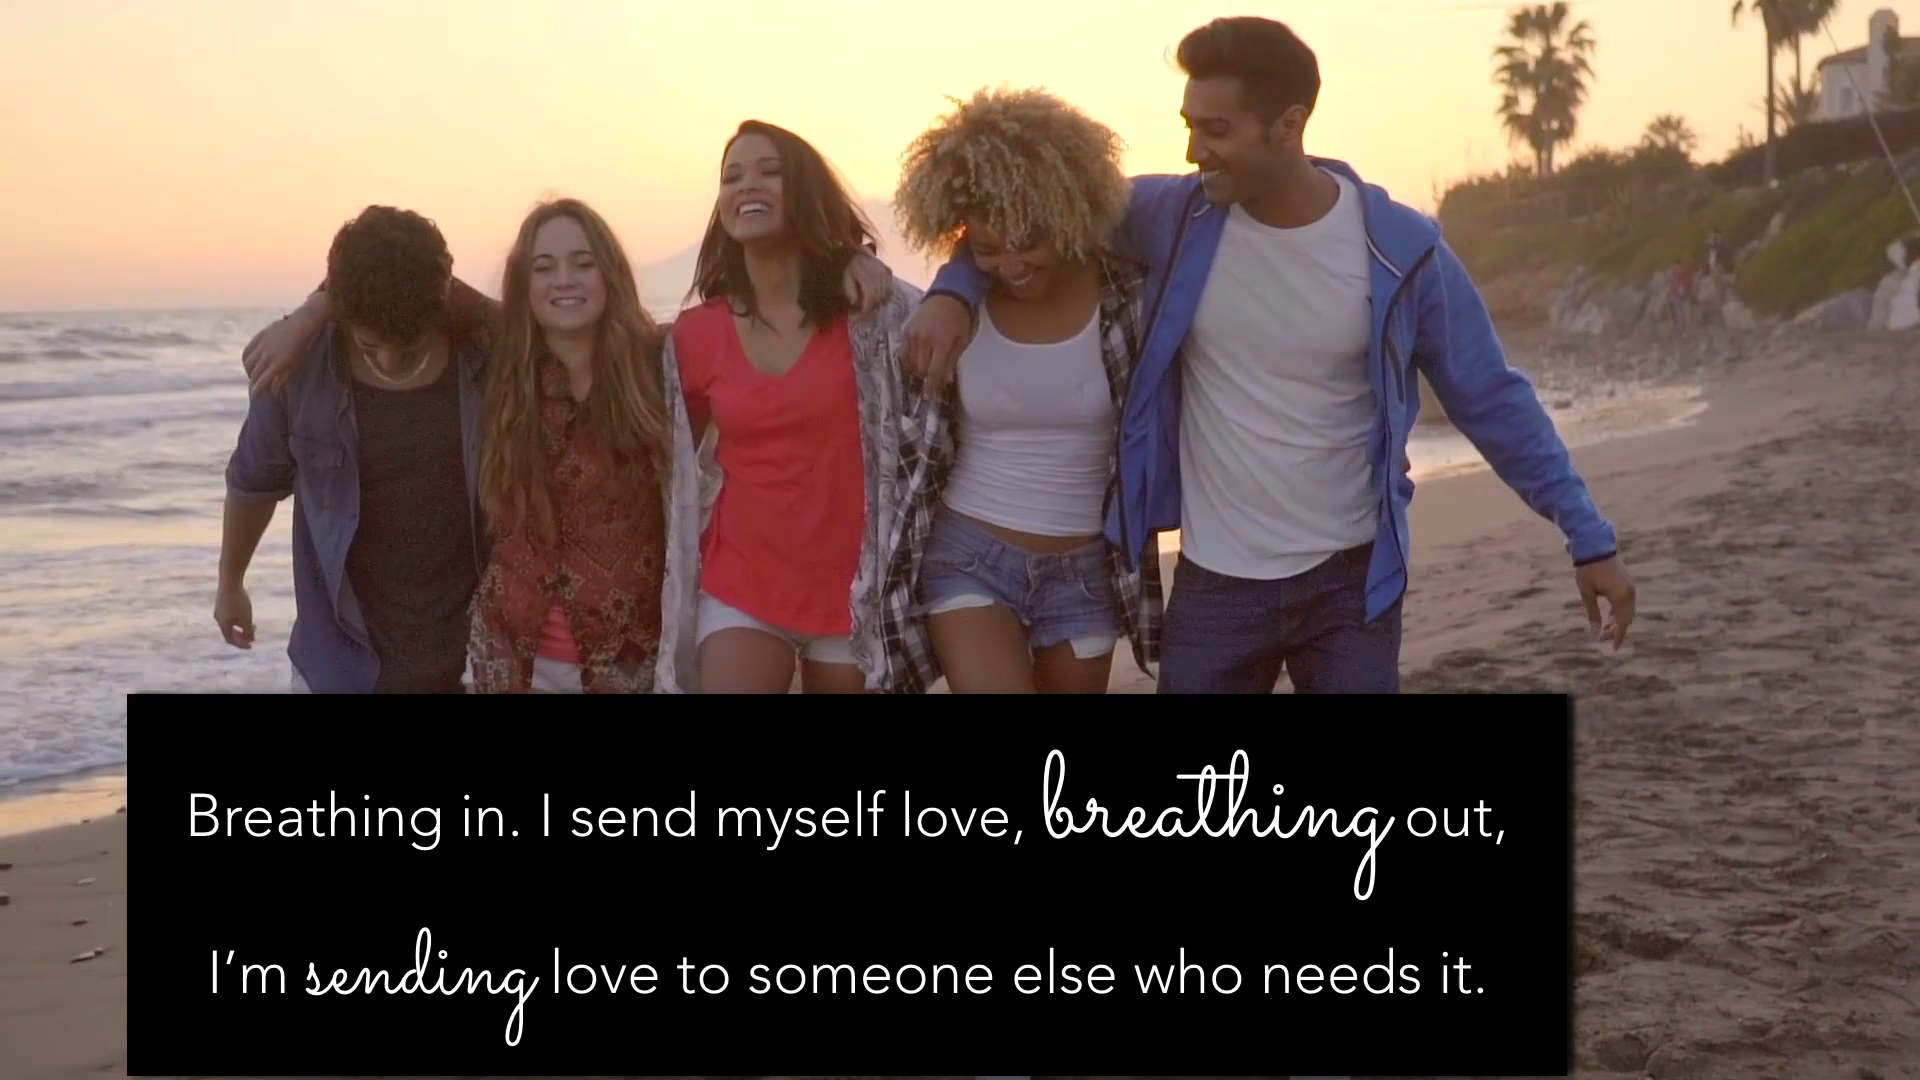 Breathing in. I send myself love, breathing out,
I'm sending love to someone else who needs it.